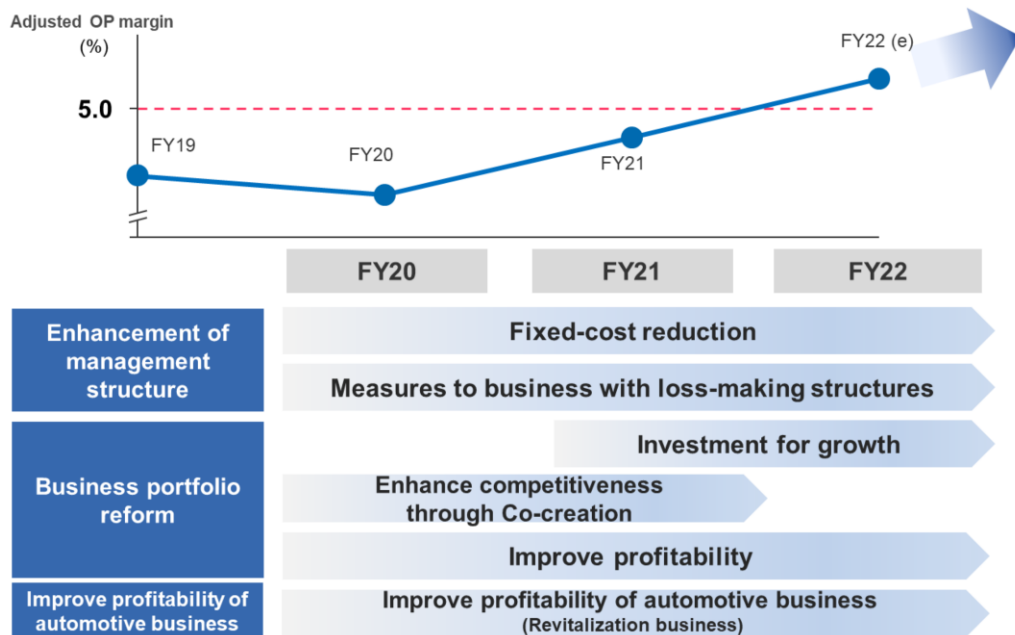 Adjusted OP margin
(%)
FY22 (e)
5.0
FY19
FY20
FY21
FY20
FY21
FY22
Enhancement of
management
structure
Fixed-cost reduction
Measures to business with loss-making structures
Business portfolio
reform
Investment for growth
Enhance competitiveness
through Co-creation
Improve profitability
Improve profitability of
automotive business
Improve profitability of automotive business
(Revitalization business)